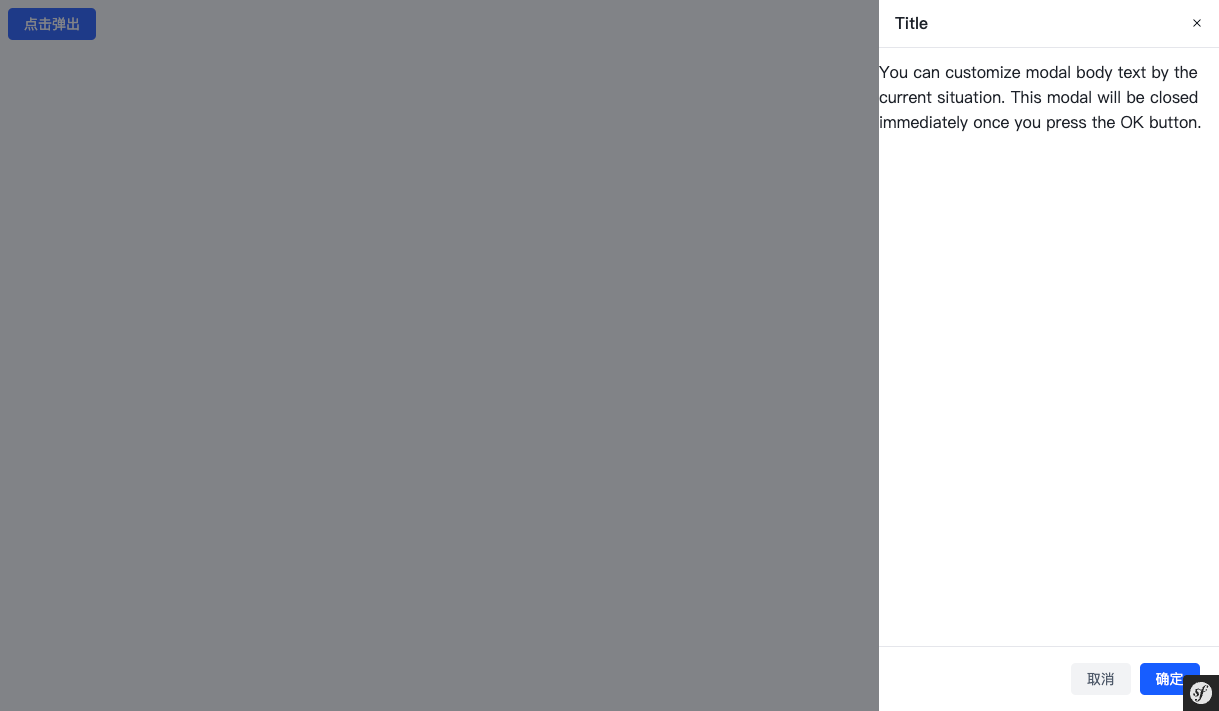 点击弹出
Title
You can customize modal body text by the
current situation. This modal will be closed
immediately once you press the OK button.
取消
确定
sf